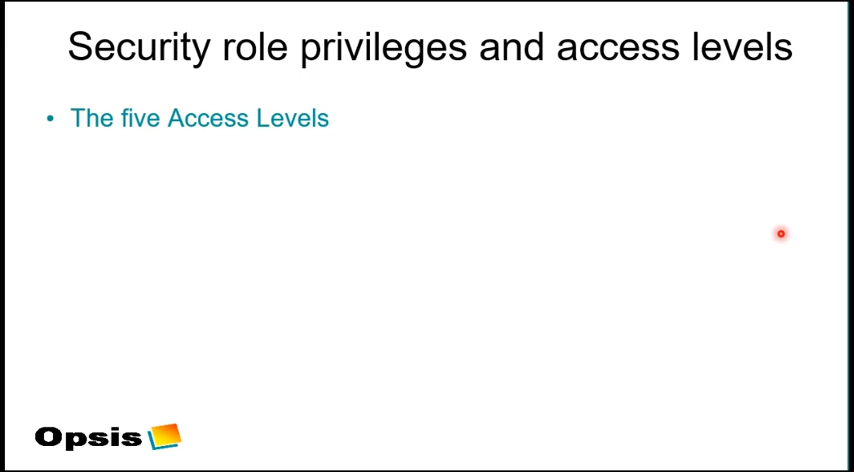 Security role privileges and access levels
• The five Access Levels
Opsis